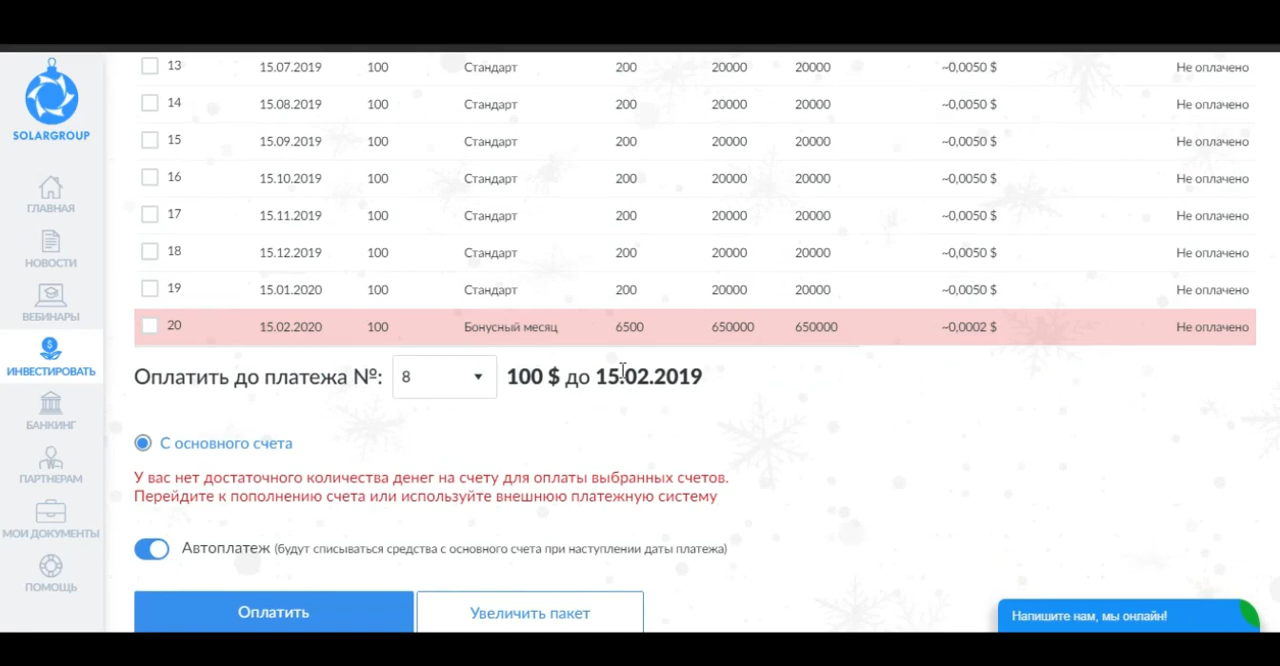 SOLARGROUP
ГЛАВНАЯ
НОВОСТИ
ВЕБИНАРЫ
ИНВЕСТИРОВАТЬ
БАНКИНГ
ПАРТНЕРАМ
МОИ ДОКУМЕНТЫ
ПОМОЩЬ
13 15.07.2019 100 Стандарт 200 20000 20000 ~0,0050 $ Не оплачено
14 15.08.2019 100 Стандарт 200 20000 20000 ~0,0050 $ Не оплачено
15 15.09.2019 100 Стандарт 200 20000 20000 ~0,0050 $ Не оплачено
16 15.10.2019 100 Стандарт 200 20000 20000 ~0,0050 $ Не оплачено
17 15.11.2019 100 Стандарт 200 20000 20000 ~0,0050 $ Не оплачено
18 15.12.2019 100 Стандарт 200 20000 20000 ~0,0050 $ Не оплачено
19 15.01.2020 100 Стандарт 200 20000 20000 ~0,0050 $ Не оплачено
20 15.02.2020 100 Бонусный месяц 6500 650000 650000 ~0,0002 $ Не оплачено
Оплатить до платежа №: 8 100 $ до 15.02.2019
С основного счета
У вас нет достаточного количества денег на счету для оплаты выбранных счетов.
Перейдите к пополнению счета или используйте внешнюю платежную систему
Автоплатеж (будут списываться средства с основного счета при наступлении даты платежа)
Оплатить Увеличить пакет
Напишите нам, мы онлайн!